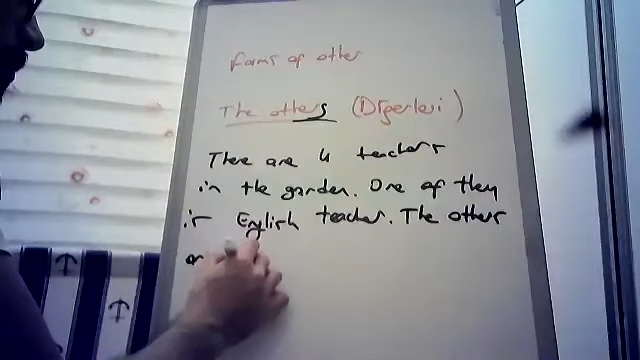 Forms of other
The others (Diğerleri)
There are 4 teachers
in the garden. One of them
is English teacher. The others